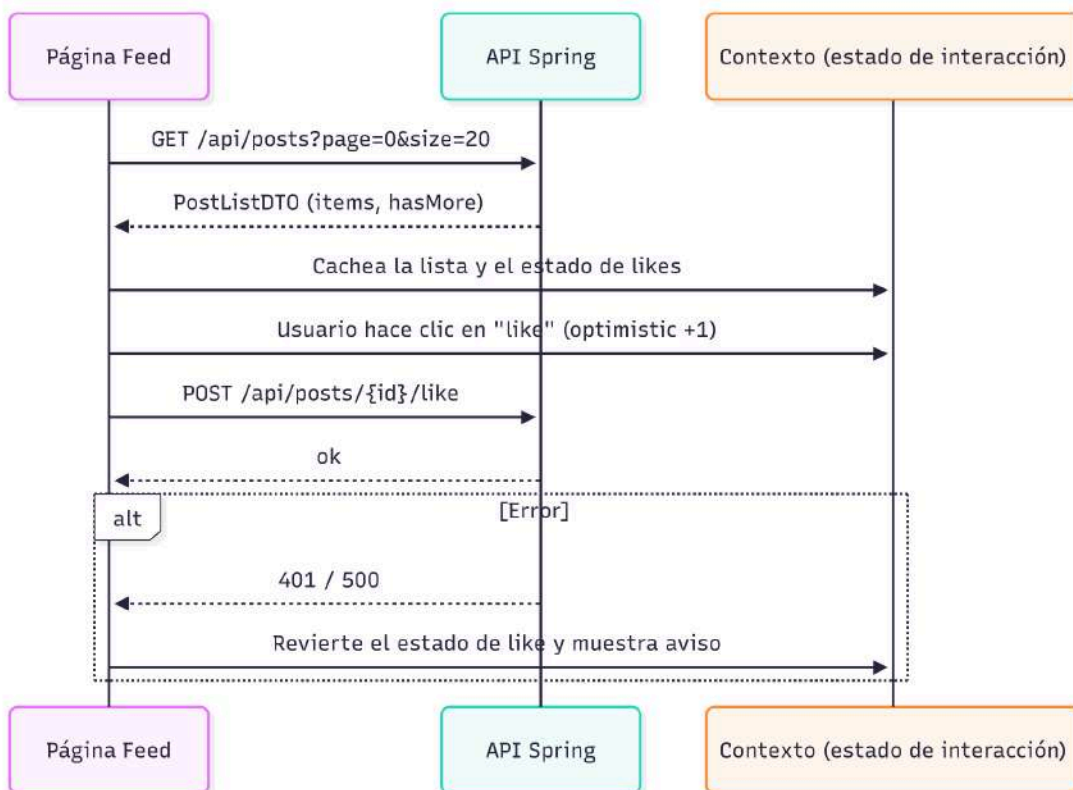 Página Feed
API Spring
Contexto (estado de interacción)
GET /api/posts?page=0&size=20
PostListDTO (items, hasMore)
Cachea la lista y el estado de likes
Usuario hace clic en "like" (optimistic +1)
POST /api/posts/{id}/like
ok
alt
[Error]
401 / 500
Revierte el estado de like y muestra aviso
Página Feed
API Spring
Contexto (estado de interacción)